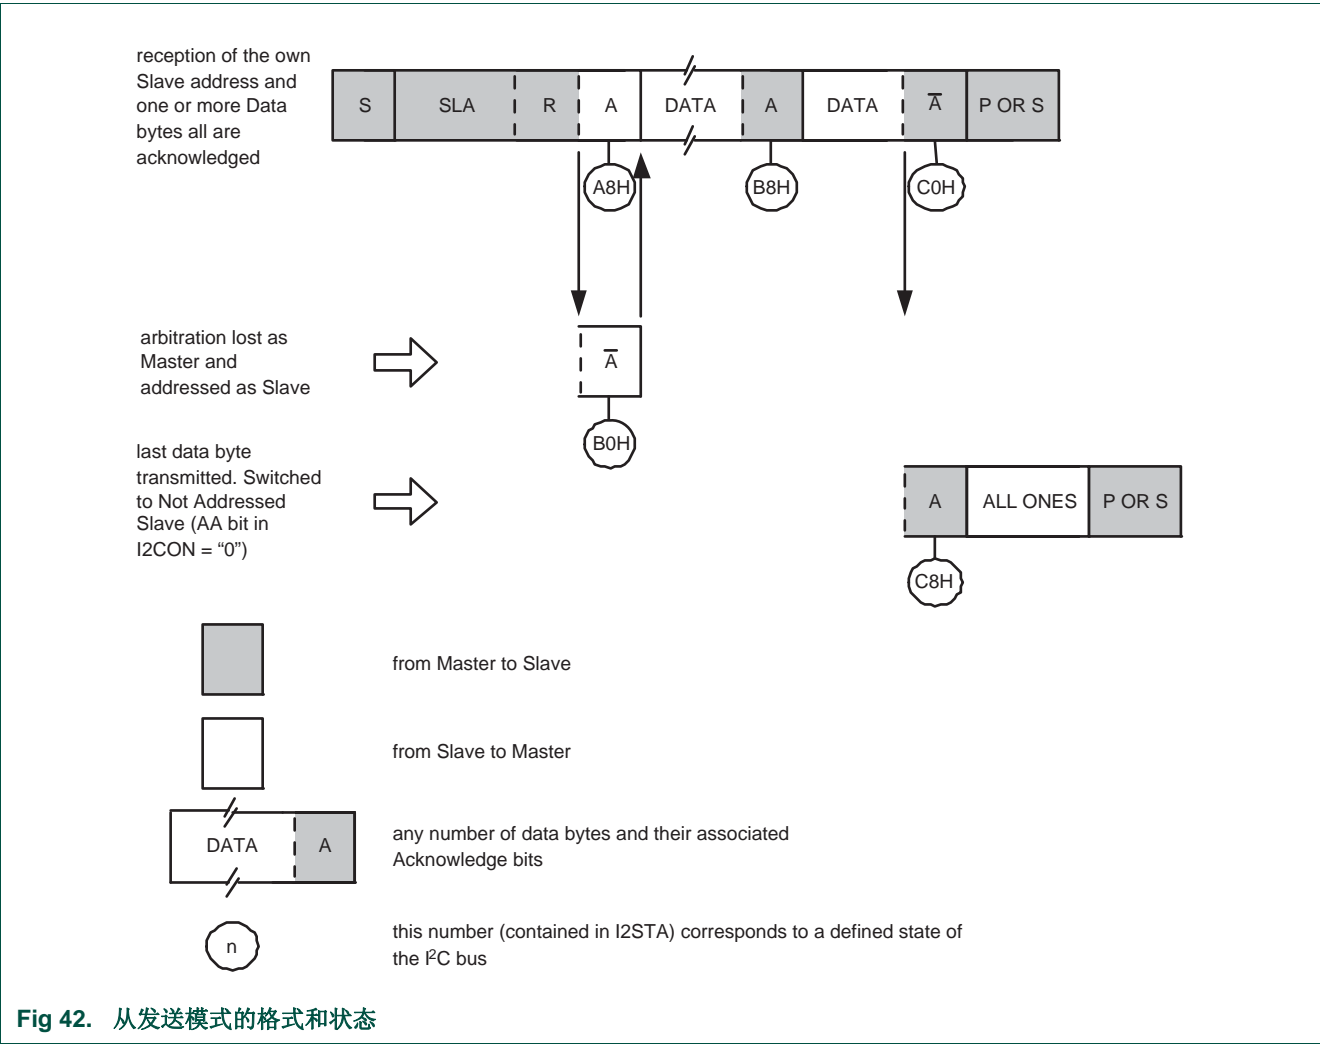 reception of the own
Slave address and
one or more Data
bytes all are
acknowledged
S SLA R A DATA A DATA A̅ P OR S
A8H B8H C0H
arbitration lost as
Master and
addressed as Slave
A̅
B0H
last data byte
transmitted. Switched
to Not Addressed
Slave (AA bit in
I2CON = “0”)
A ALL ONES P OR S
C8H
from Master to Slave
from Slave to Master
DATA A
any number of data bytes and their associated
Acknowledge bits
n
this number (contained in I2STA) corresponds to a defined state of
the I²C bus
Fig 42. 从发送模式的格式和状态